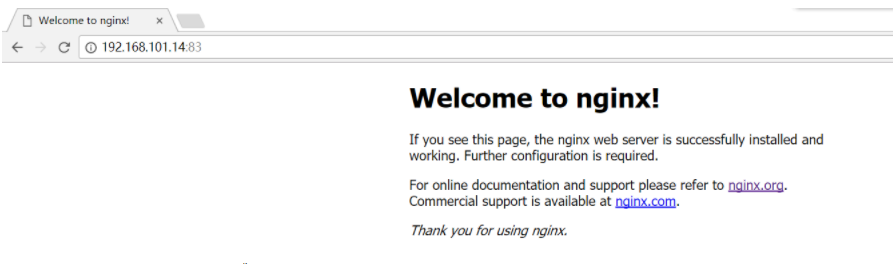 Welcome to nginx!
192.168.101.14:83
Welcome to nginx!
If you see this page, the nginx web server is successfully installed and
working. Further configuration is required.
For online documentation and support please refer to nginx.org.
Commercial support is available at nginx.com.
Thank you for using nginx.